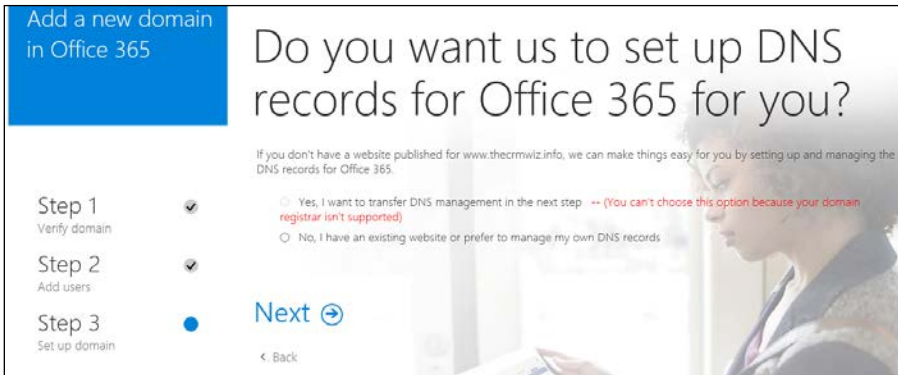 Add a new domain
in Office 365
Do you want us to set up DNS
records for Office 365 for you?
If you don't have a website published for www.thecrmwiz.info, we can make things easy for you by setting up and managing the
DNS records for Office 365.
Yes, I want to transfer DNS management in the next step -- (You can't choose this option because your domain
registrar isn't supported)
No, I have an existing website or prefer to manage my own DNS records
Step 1
Verify domain
Step 2
Add users
Step 3
Set up domain
Next
< Back